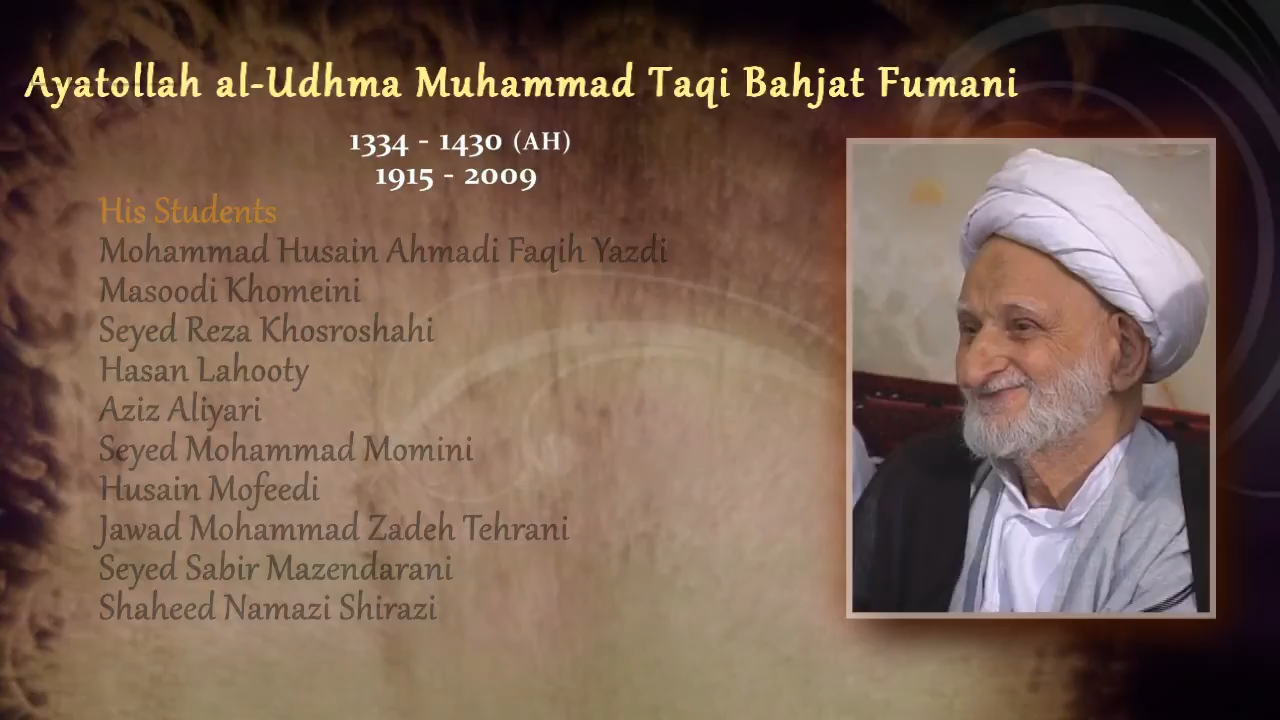 Ayatollah al-Udhma Muhammad Taqi Bahjat Fumani
1334 - 1430 (AH)
1915 - 2009
His Students
Mohammad Husain Ahmadi Faqih Yazdi
Masoodi Khomeini
Seyed Reza Khosroshahi
Hasan Lahooty
Aziz Aliyari
Seyed Mohammad Momini
Husain Mofeedi
Jawad Mohammad Zadeh Tehrani
Seyed Sabir Mazendarani
Shaheed Namazi Shirazi